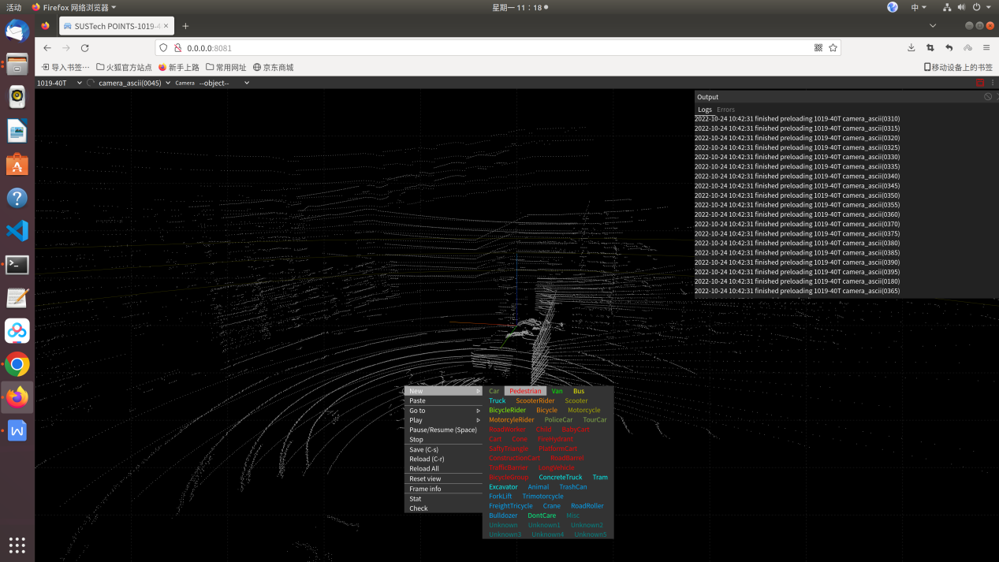 活动 Firefox 网络浏览器 星期一 11：18 中
SUSTech POINTS-1019-4
0.0.0.0:8081
导入书签… 火狐官方站点 新手上路 常用网址 京东商城 移动设备上的书签
1019-40T camera_ascii(0045) Camera --object--
Output
Logs Errors
2022-10-24 10:42:31 finished preloading 1019-40T camera_ascii(0310)
2022-10-24 10:42:31 finished preloading 1019-40T camera_ascii(0315)
2022-10-24 10:42:31 finished preloading 1019-40T camera_ascii(0320)
2022-10-24 10:42:31 finished preloading 1019-40T camera_ascii(0325)
2022-10-24 10:42:31 finished preloading 1019-40T camera_ascii(0330)
2022-10-24 10:42:31 finished preloading 1019-40T camera_ascii(0335)
2022-10-24 10:42:31 finished preloading 1019-40T camera_ascii(0340)
2022-10-24 10:42:31 finished preloading 1019-40T camera_ascii(0345)
2022-10-24 10:42:31 finished preloading 1019-40T camera_ascii(0350)
2022-10-24 10:42:31 finished preloading 1019-40T camera_ascii(0355)
2022-10-24 10:42:31 finished preloading 1019-40T camera_ascii(0360)
2022-10-24 10:42:31 finished preloading 1019-40T camera_ascii(0370)
2022-10-24 10:42:31 finished preloading 1019-40T camera_ascii(0375)
2022-10-24 10:42:31 finished preloading 1019-40T camera_ascii(0380)
2022-10-24 10:42:31 finished preloading 1019-40T camera_ascii(0385)
2022-10-24 10:42:31 finished preloading 1019-40T camera_ascii(0390)
2022-10-24 10:42:31 finished preloading 1019-40T camera_ascii(0395)
2022-10-24 10:42:31 finished preloading 1019-40T camera_ascii(0180)
2022-10-24 10:42:31 finished preloading 1019-40T camera_ascii(0365)
New
Paste
Go to
Play
Pause/Resume (Space)
Stop
Save (C-s)
Reload (C-r)
Reload All
Reset view
Frame info
Stat
Check
Car Pedestrian Van Bus
Truck ScooterRider Scooter
BicycleRider Bicycle Motorcycle
MotorcyleRider PoliceCar TourCar
RoadWorker Child BabyCart
Cart Cone FireHydrant
SaftyTriangle PlatformCart
ConstructionCart RoadBarrel
TrafficBarrier LongVehicle
BicycleGroup ConcreteTruck Tram
Excavator Animal TrashCan
ForkLift Trimotorcycle
FreightTricycle Crane RoadRoller
Bulldozer DontCare Misc
Unknown Unknown1 Unknown2
Unknown3 Unknown4 Unknown5